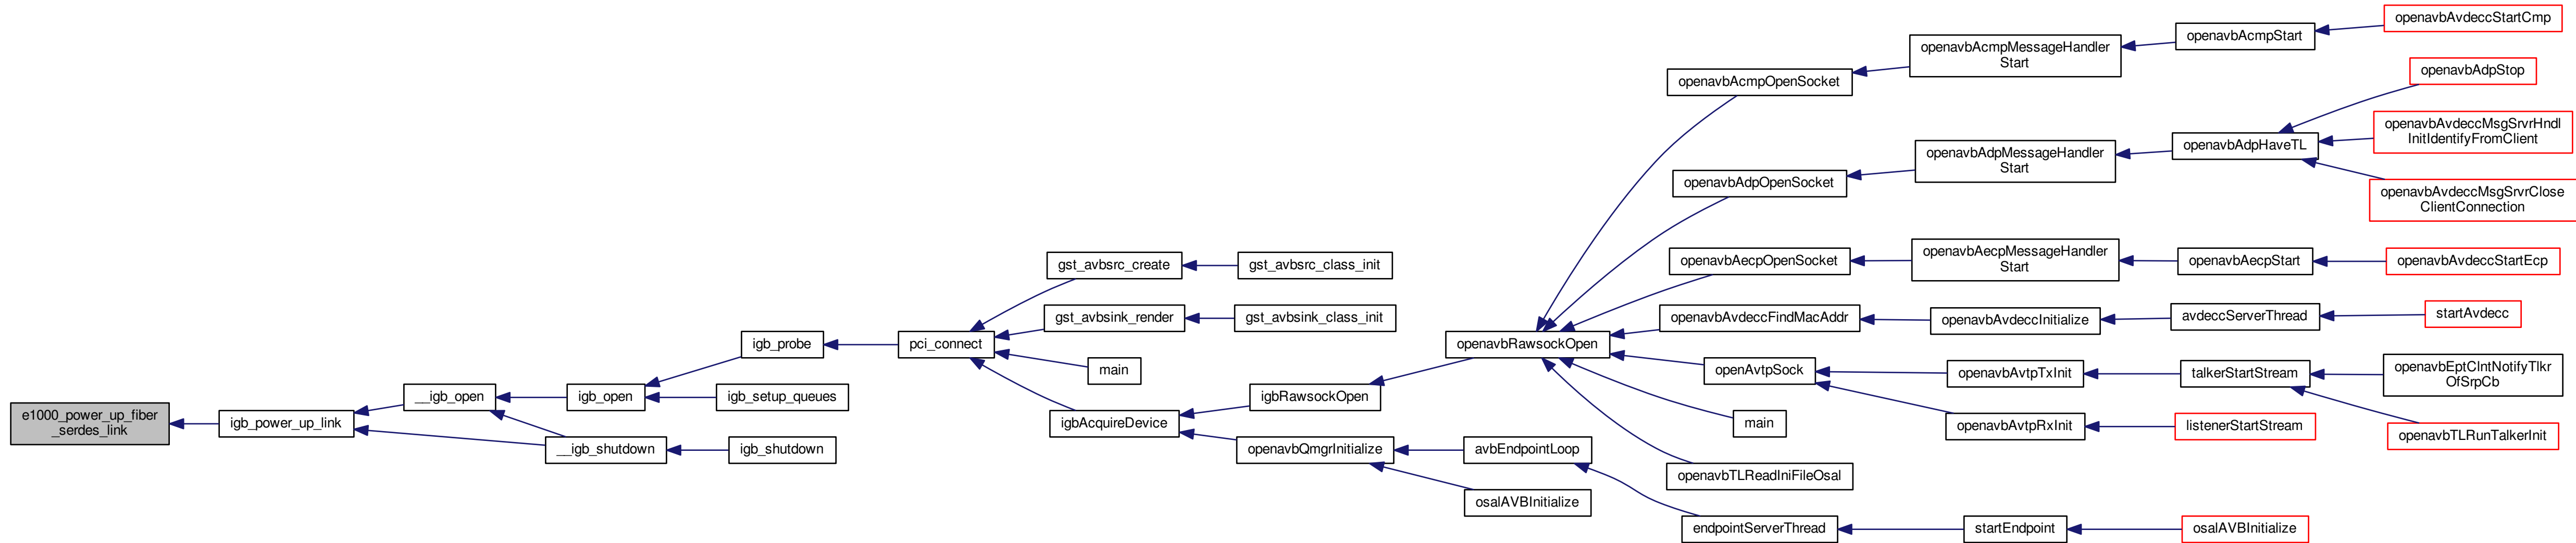 e1000_power_up_fiber
_serdes_link
igb_power_up_link
__igb_open
__igb_shutdown
igb_open
igb_shutdown
igb_probe
igb_setup_queues
pci_connect
gst_avbsrc_create
gst_avbsrc_class_init
gst_avbsink_render
gst_avbsink_class_init
main
igbAcquireDevice
igbRawsockOpen
openavbQmgrInitialize
avbEndpointLoop
osalAVBInitialize
openavbRawsockOpen
openavbAcmpOpenSocket
openavbAcmpMessageHandler
Start
openavbAcmpStart
openavbAvdeccStartCmp
openavbAdpOpenSocket
openavbAdpMessageHandler
Start
openavbAdpHaveTL
openavbAdpStop
openavbAvdeccMsgSrvrHndl
InitIdentifyFromClient
openavbAvdeccMsgSrvrClose
ClientConnection
openavbAecpOpenSocket
openavbAecpMessageHandler
Start
openavbAecpStart
openavbAvdeccStartEcp
openavbAvdeccFindMacAddr
openavbAvdeccInitialize
avdeccServerThread
startAvdecc
openAvtpSock
openavbAvtpTxInit
talkerStartStream
openavbEptClntNotifyTlkr
OfSrpCb
openavbTLRunTalkerInit
openavbAvtpRxInit
listenerStartStream
main
openavbTLReadIniFileOsal
endpointServerThread
startEndpoint
osalAVBInitialize